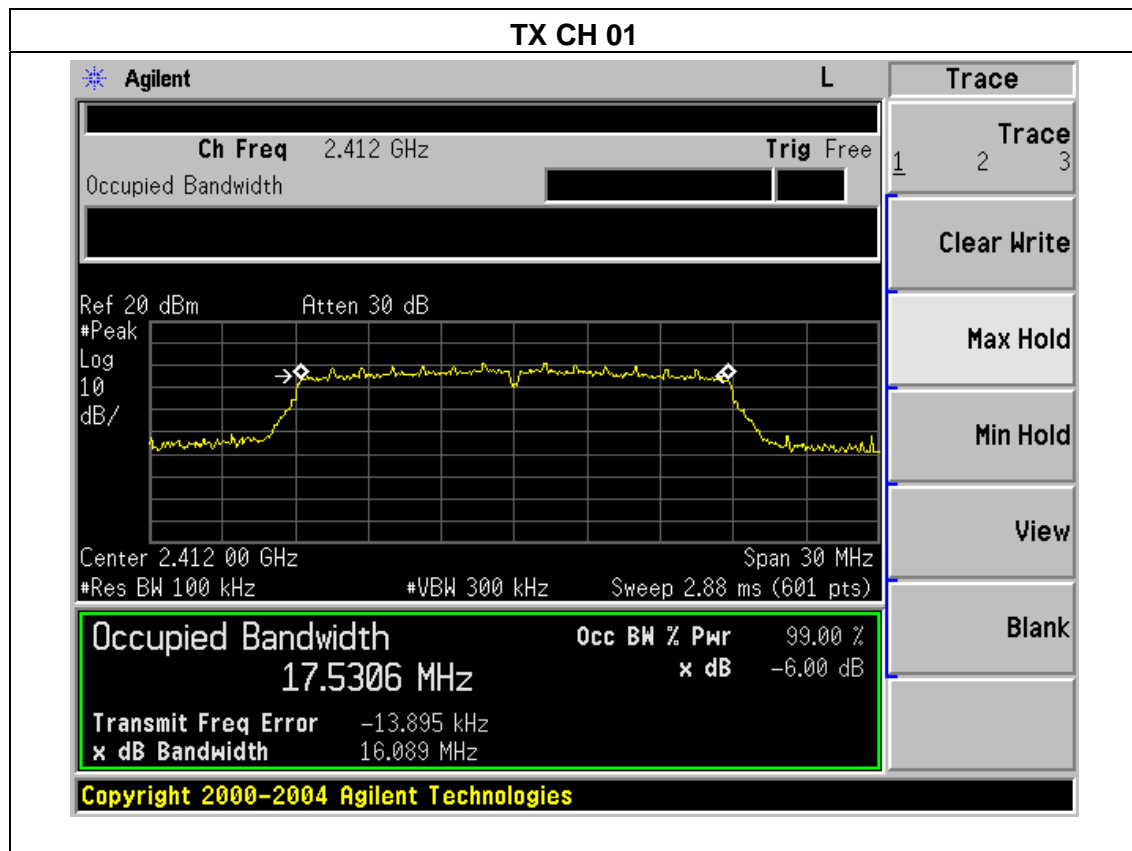 TX CH 01
Agilent L Trace
Ch Freq 2.412 GHz Trig Free
Occupied Bandwidth
Trace
1 2 3
Clear Write
Max Hold
Min Hold
View
Blank
Ref 20 dBm Atten 30 dB
#Peak
Log
10
dB/
Center 2.412 00 GHz Span 30 MHz
#Res BW 100 kHz #VBW 300 kHz Sweep 2.88 ms (601 pts)
Occupied Bandwidth Occ BW % Pwr 99.00 %
17.5306 MHz x dB -6.00 dB
Transmit Freq Error -13.895 kHz
x dB Bandwidth 16.089 MHz
Copyright 2000-2004 Agilent Technologies